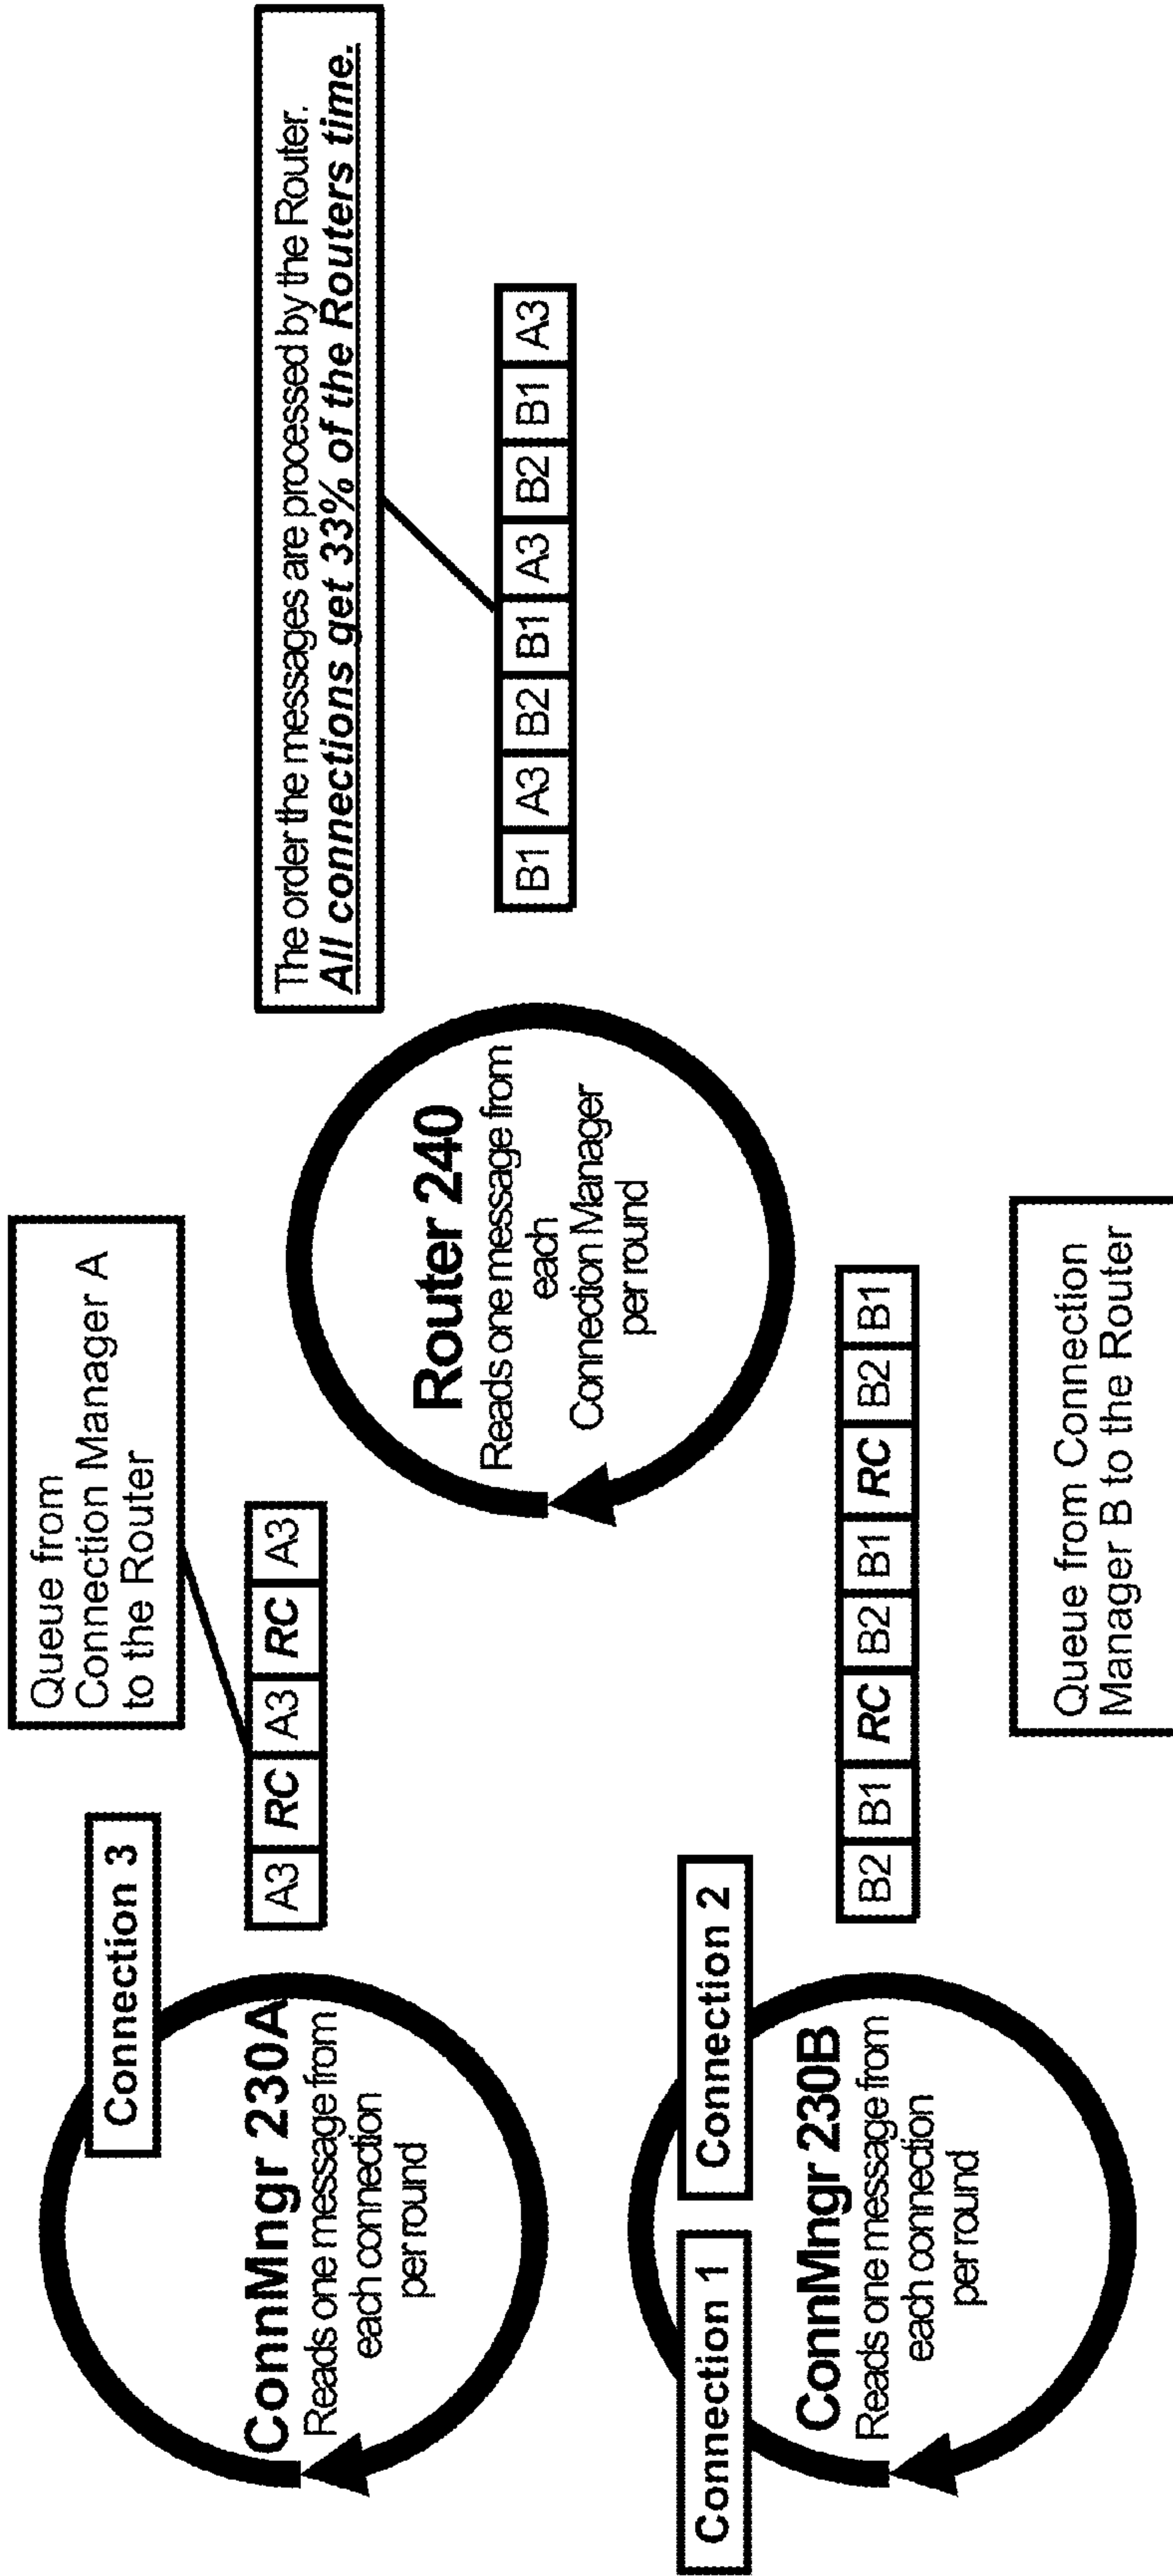 Connection 3
ConnMngr 230A
Reads one message from
each connection
per round
Queue from
Connection Manager A
to the Router
A3 RC A3 RC A3
Connection 1
Connection 2
ConnMngr 230B
Reads one message from
each connection
per round
B2 B1 RC B2 B1 RC B2 B1
Queue from Connection
Manager B to the Router
Router 240
Reads one message from
each
Connection Manager
per round
The order the messages are processed by the Router.
All connections get 33% of the Routers time.
B1 A3 B2 B1 A3 B2 B1 A3